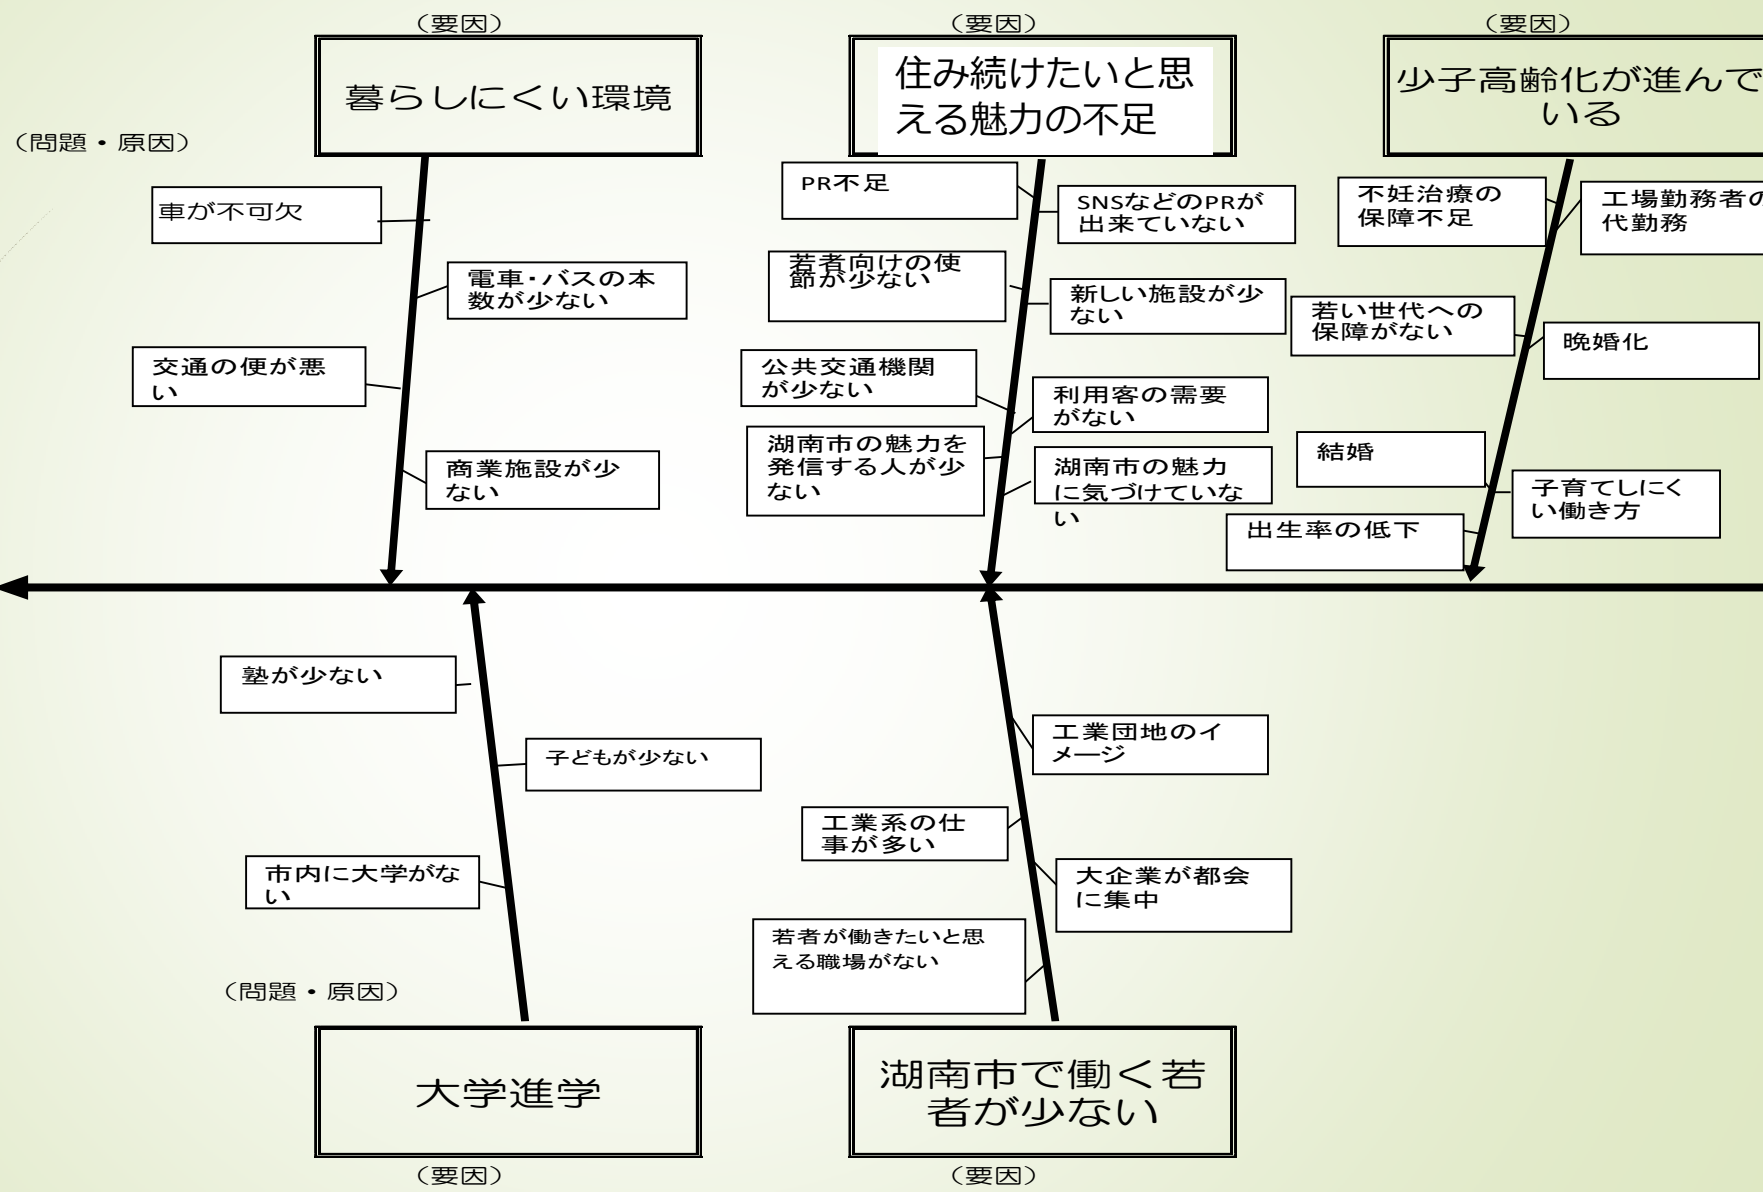 （要因）
（要因）
（要因）
暮らしにくい環境
住み続けたいと思
える魅力の不足
少子高齢化が進んで
いる
（問題・原因）
車が不可欠
電車・バスの本
数が少ない
交通の便が悪
い
商業施設が少
ない
PR不足
SNSなどのPRが
出来ていない
若者向けの使
節が少ない
新しい施設が少
ない
公共交通機関
が少ない
利用客の需要
がない
湖南市の魅力を
発信する人が少
ない
湖南市の魅力
に気づけていな
い
不妊治療の
保障不足
工場勤務者の
代勤務
若い世代への
保障がない
晩婚化
結婚
子育てしにく
い働き方
出生率の低下
塾が少ない
子どもが少ない
市内に大学がな
い
（問題・原因）
大学進学
（要因）
工業団地のイ
メージ
工業系の仕
事が多い
大企業が都会
に集中
若者が働きたいと思
える職場がない
湖南市で働く若
者が少ない
（要因）